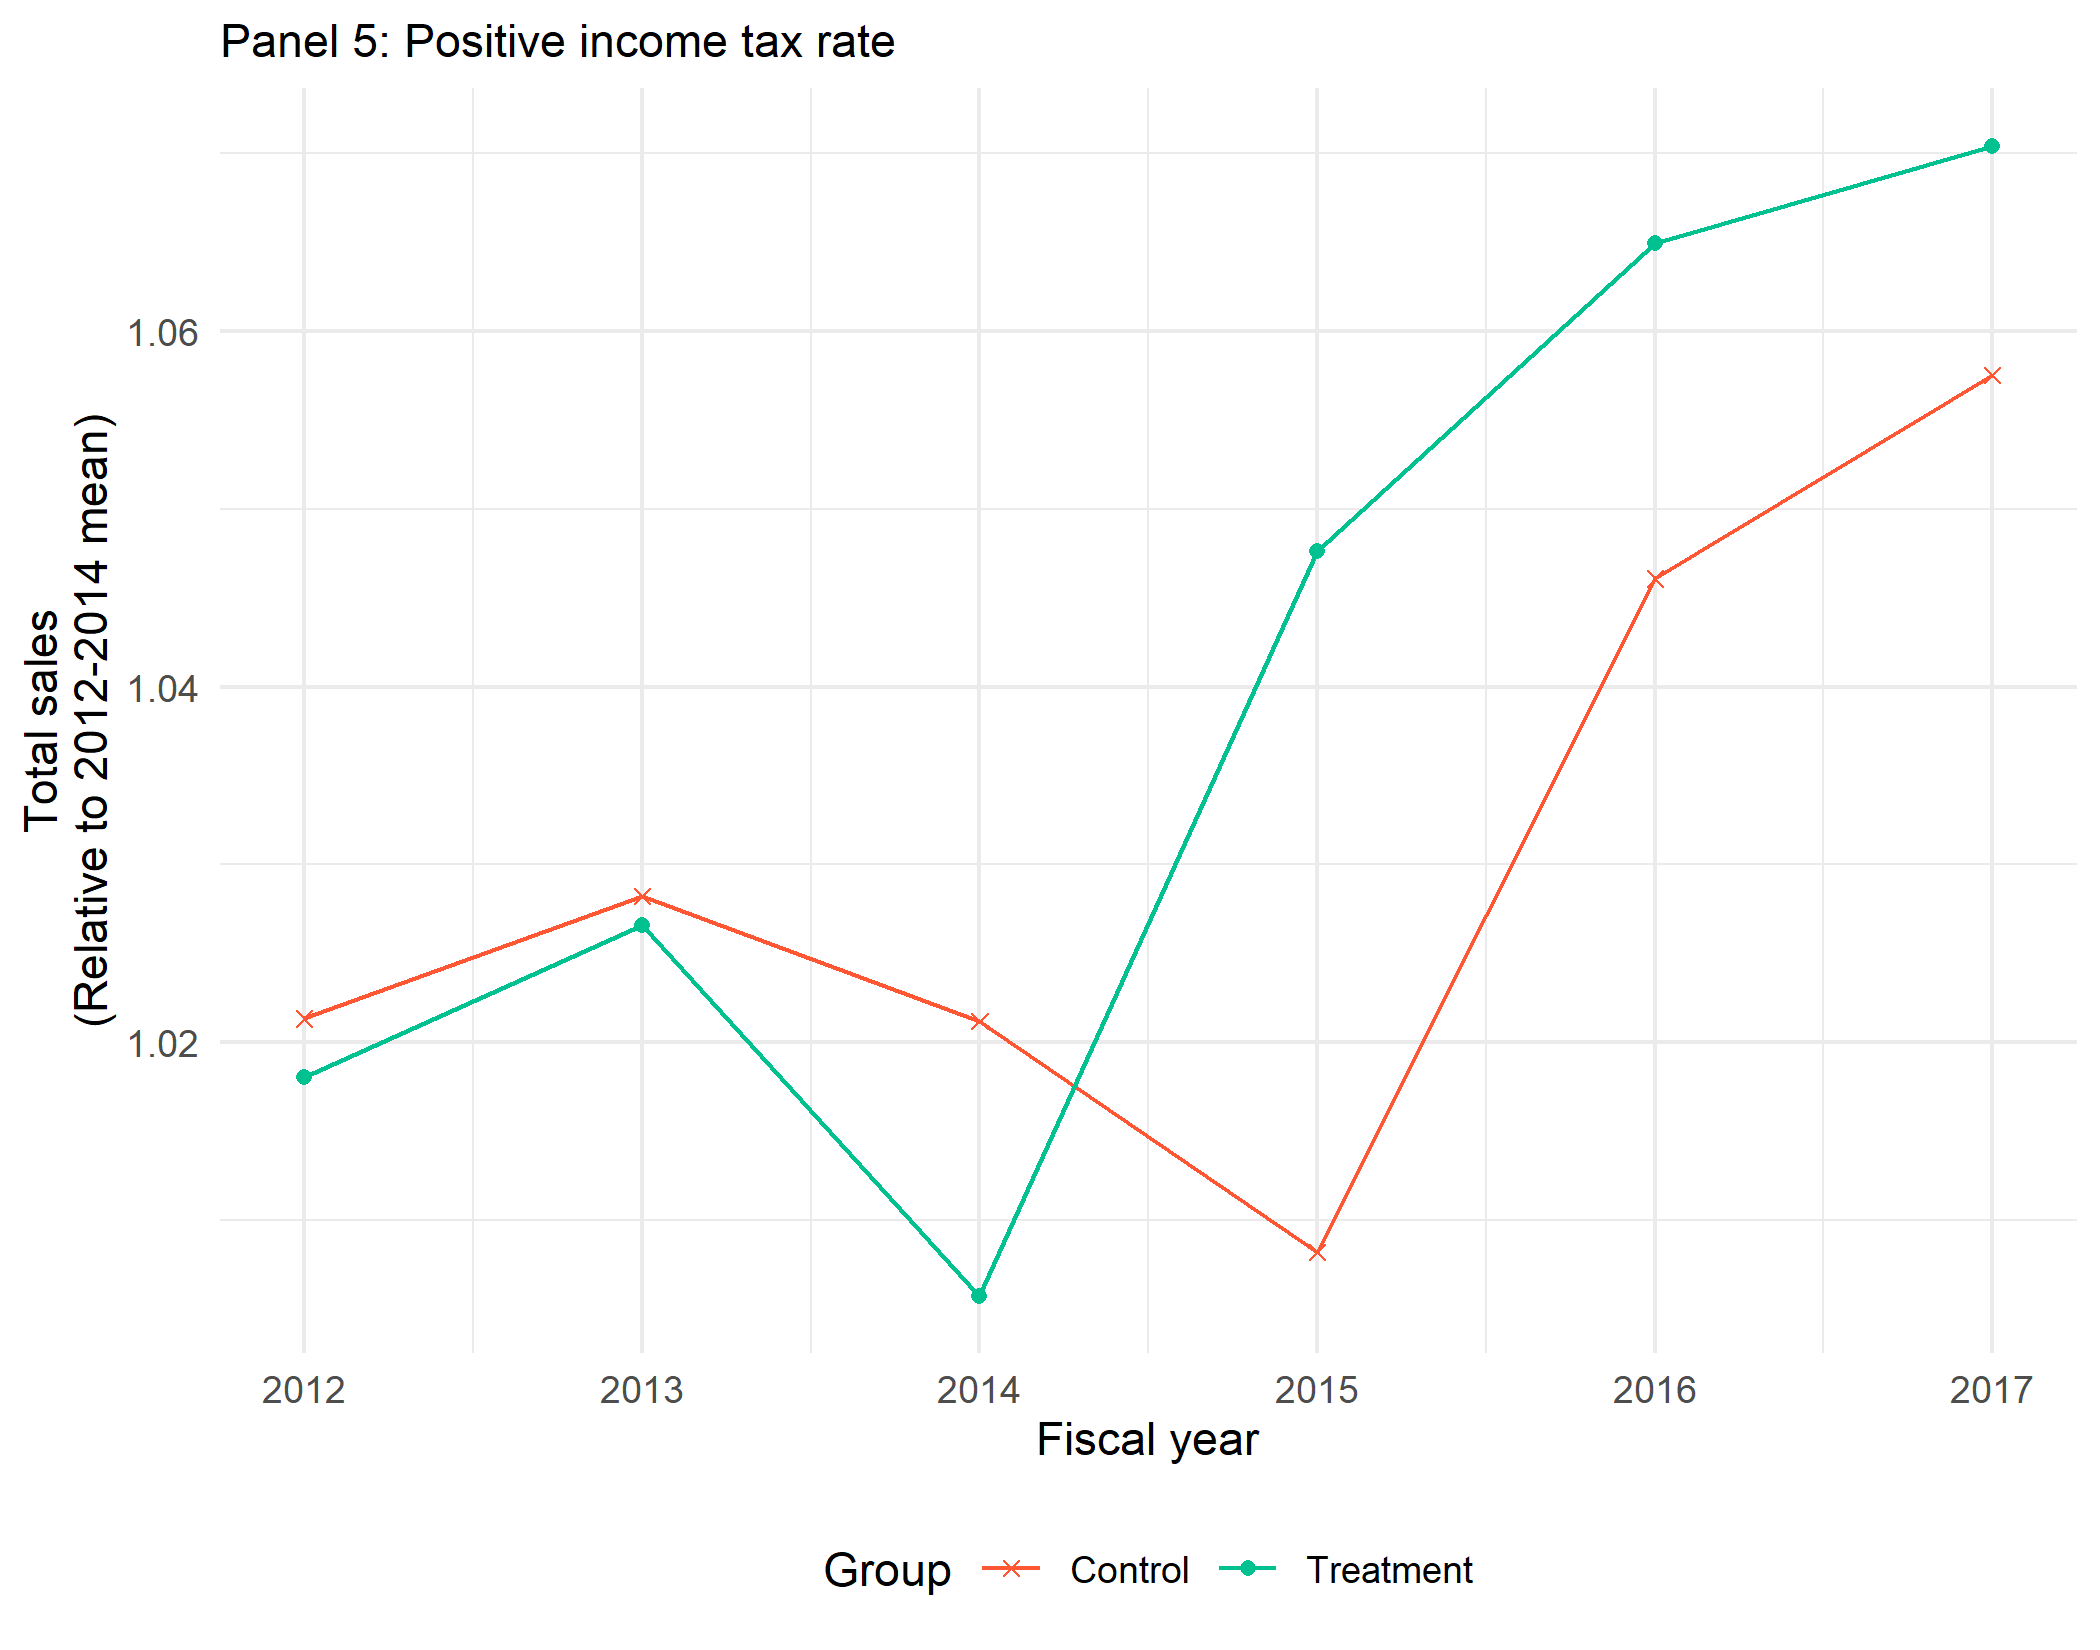 Panel 5: Positive income tax rate
Total sales
(Relative to 2012-2014 mean)
1.06
1.04
1.02
2012 2013 2014 2015 2016 2017
Fiscal year
Group Control Treatment